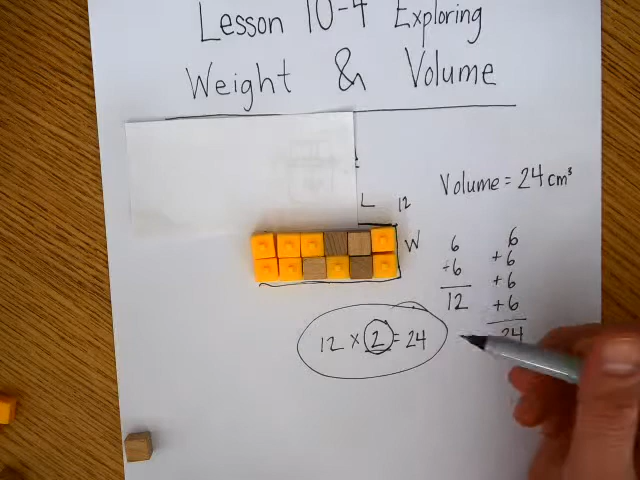 Lesson 10-4 Exploring
Weight & Volume
Volume = 24 cm³
L 12
W
6
+6
12
6
+6
+6
+6
24
12 x 2 = 24